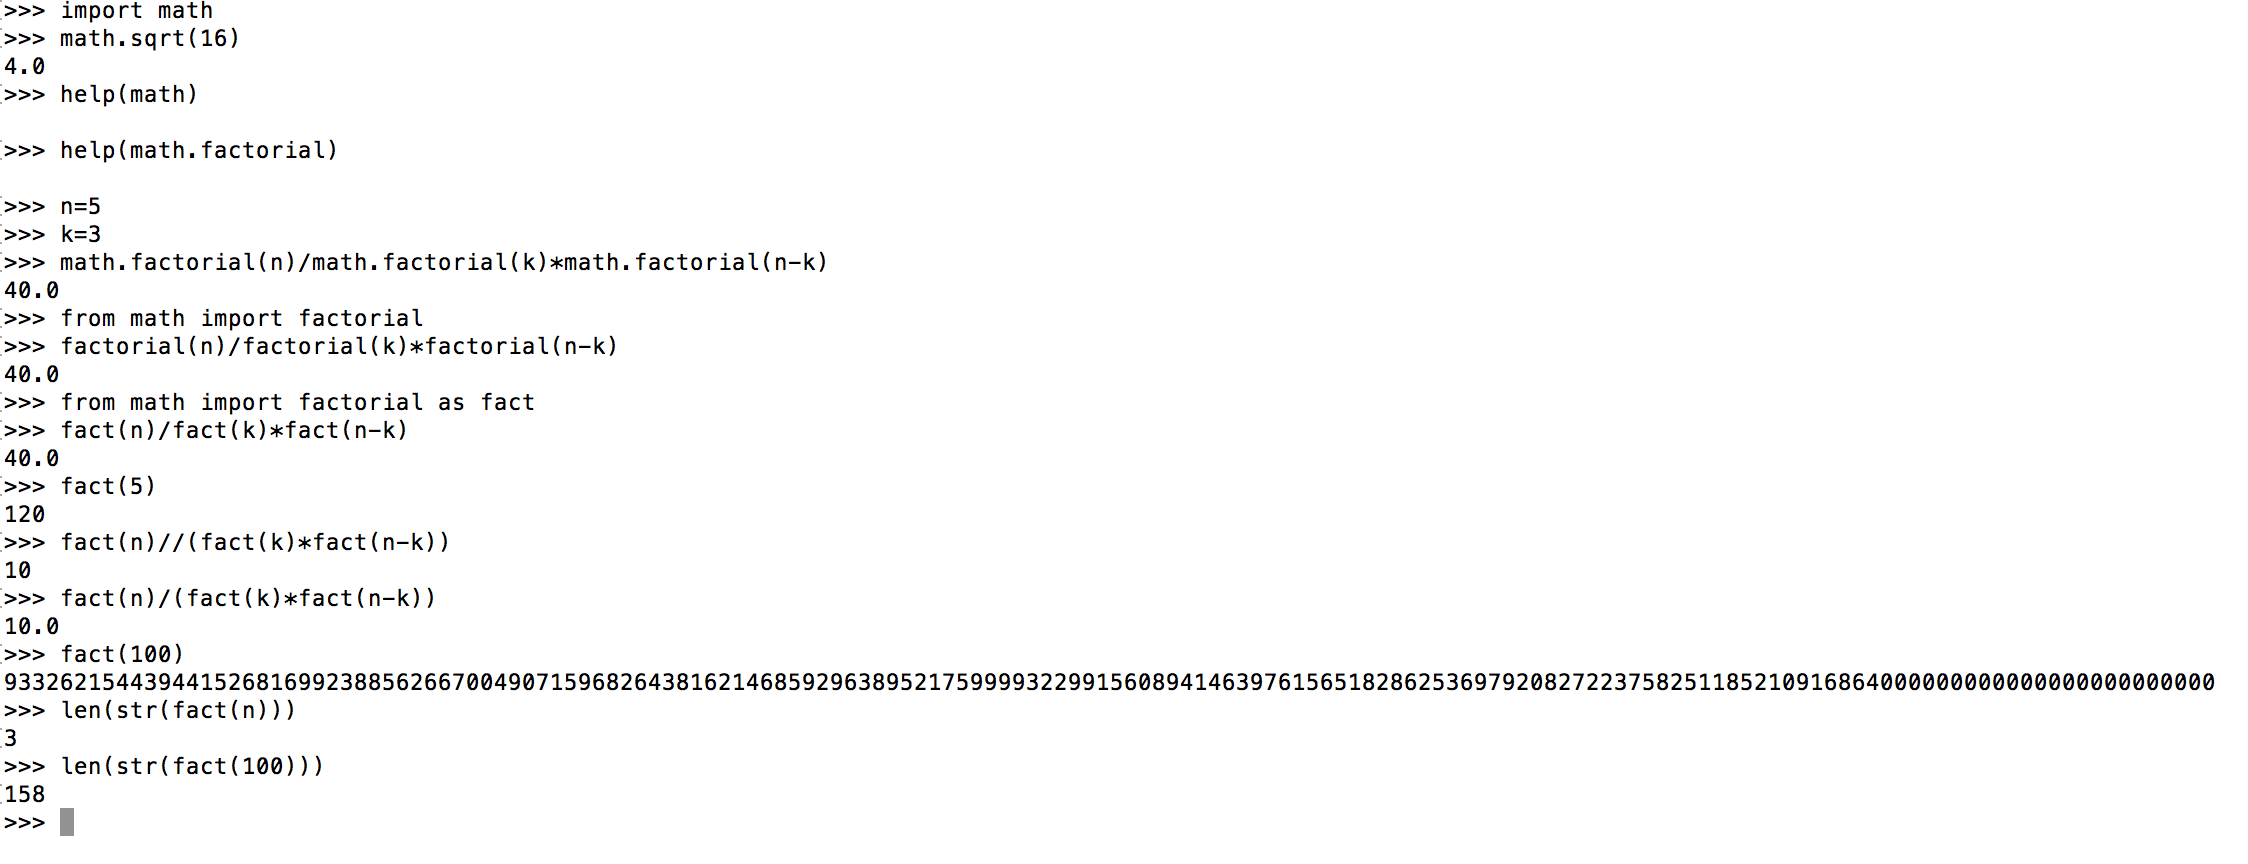 >>> import math
>>> math.sqrt(16)
4.0
>>> help(math)
>>> help(math.factorial)
>>> n=5
>>> k=3
>>> math.factorial(n)/math.factorial(k)*math.factorial(n-k)
40.0
>>> from math import factorial
>>> factorial(n)/factorial(k)*factorial(n-k)
40.0
>>> from math import factorial as fact
>>> fact(n)/fact(k)*fact(n-k)
40.0
>>> fact(5)
120
>>> fact(n)//(fact(k)*fact(n-k))
10
>>> fact(n)/(fact(k)*fact(n-k))
10.0
>>> fact(100)
93326215443944152681699238856266700490715968264381621468592963895217599993229915608941463976156518286253697920827223758251185210916864000000000000000000000000
>>> len(str(fact(n)))
3
>>> len(str(fact(100)))
158
>>>